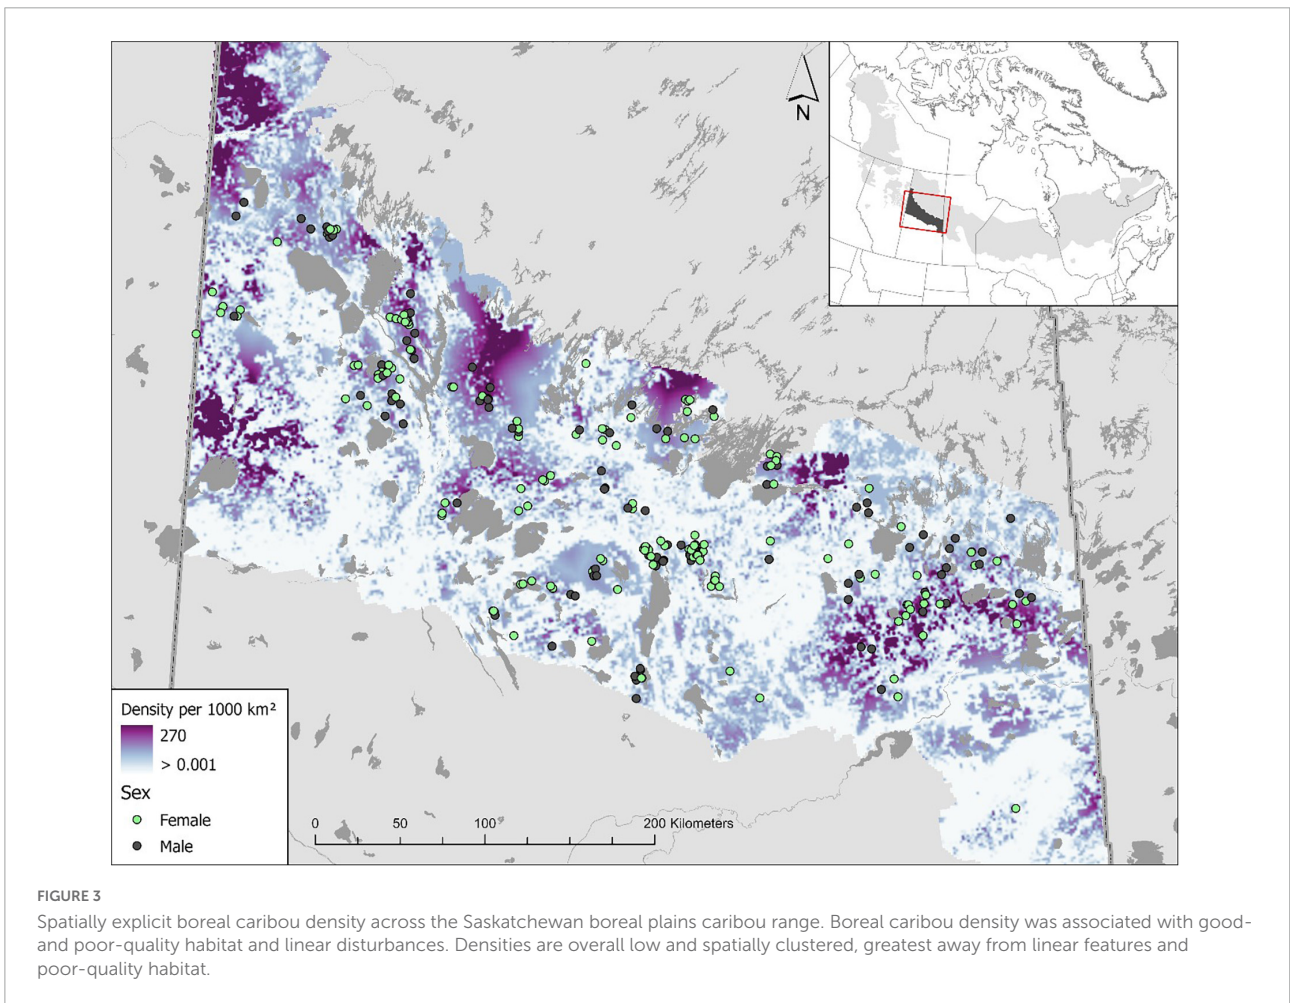 N
Density per 1000 km²
270
> 0.001
Sex
Female
Male
0 50 100 200 Kilometers
FIGURE 3
Spatially explicit boreal caribou density across the Saskatchewan boreal plains caribou range. Boreal caribou density was associated with good-
and poor-quality habitat and linear disturbances. Densities are overall low and spatially clustered, greatest away from linear features and
poor-quality habitat.